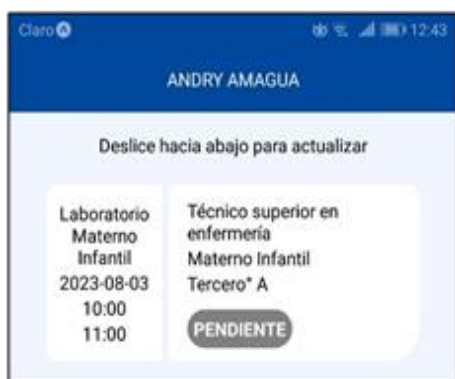 Claro 12:43
ANDRY AMAGUA
Deslice hacia abajo para actualizar
Laboratorio
Materno
Infantil
2023-08-03
10:00
11:00
Técnico superior en
enfermería
Materno Infantil
Tercero" A
PENDIENTE